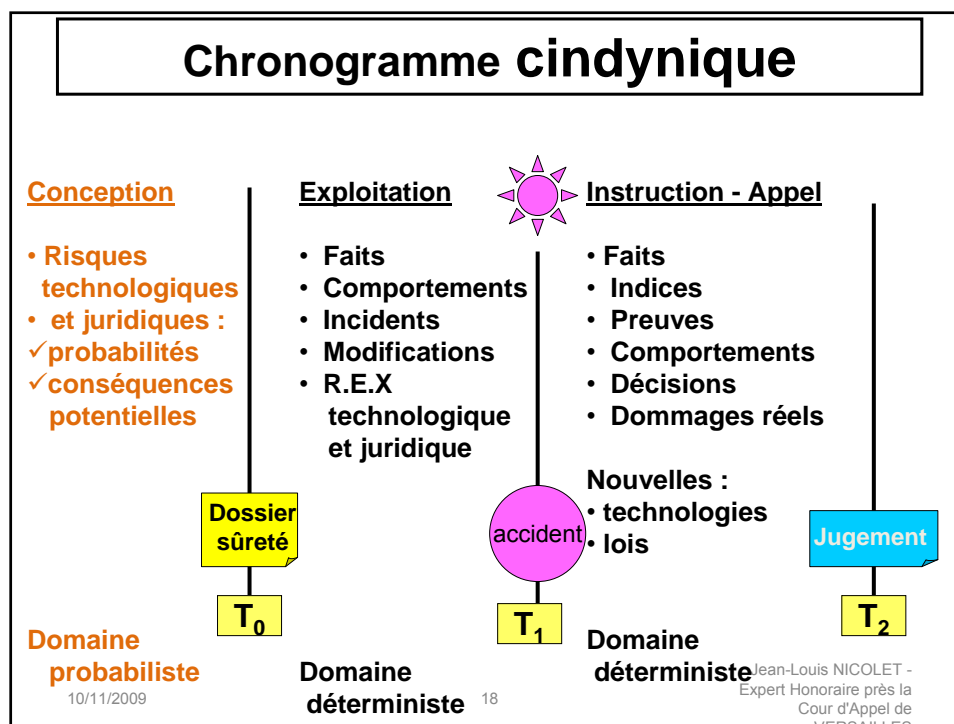 Chronogramme cindynique
Conception
• Risques
technologiques
• et juridiques :
✓probabilités
✓conséquences
potentielles
Dossier
sûreté
T₀
Domaine
probabiliste
Exploitation
• Faits
• Comportements
• Incidents
• Modifications
• R.E.X
technologique
et juridique
accident
T₁
Domaine
déterministe
Instruction - Appel
• Faits
• Indices
• Preuves
• Comportements
• Décisions
• Dommages réels
Nouvelles :
• technologies
• lois
Jugement
T₂
Domaine
déterministe
10/11/2009
18
Jean-Louis NICOLET -
Expert Honoraire près la
Cour d'Appel de
VERSAILLES